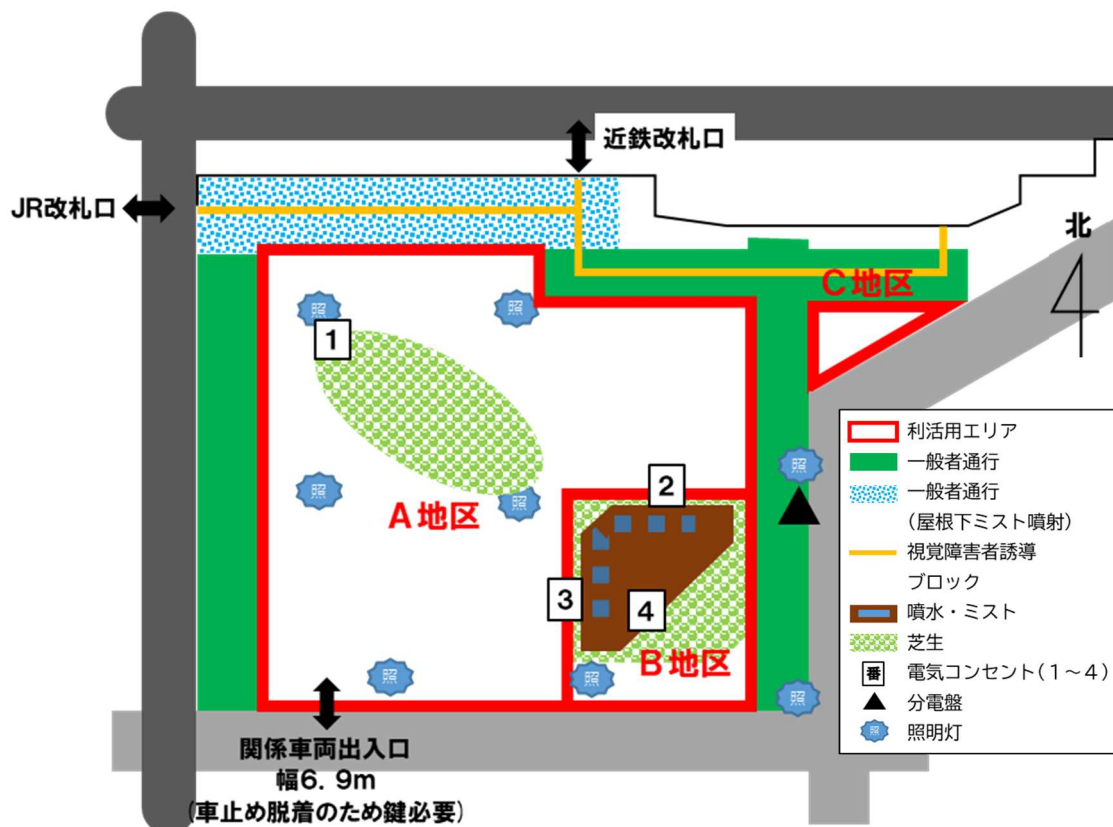 近鉄改札口
JR改札口
北
C地区
照
照
1
照
照
A地区
2
照
3
4
B地区
照
照
照
関係車両出入口
幅6.9m
(車止め脱着のため鍵必要)
利活用エリア
一般者通行
一般者通行
(屋根下ミスト噴射)
視覚障害者誘導
ブロック
噴水・ミスト
芝生
番 電気コンセント(1~4)
分電盤
照 照明灯